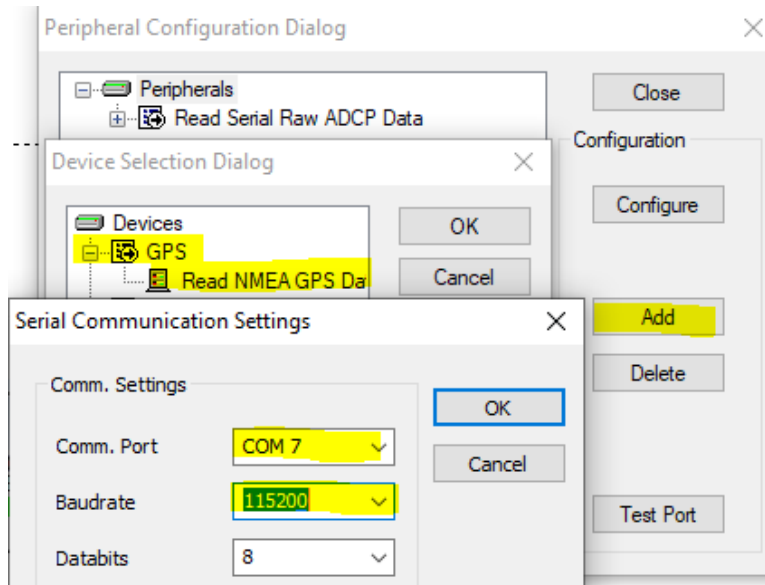 Peripheral Configuration Dialog
Peripherals
Read Serial Raw ADCP Data
Close
Configuration
Configure
Add
Delete
Test Port
Device Selection Dialog
Devices
GPS
Read NMEA GPS Da
OK
Cancel
Serial Communication Settings
Comm. Settings
Comm. Port
COM 7
Baudrate
115200
Databits
8
OK
Cancel